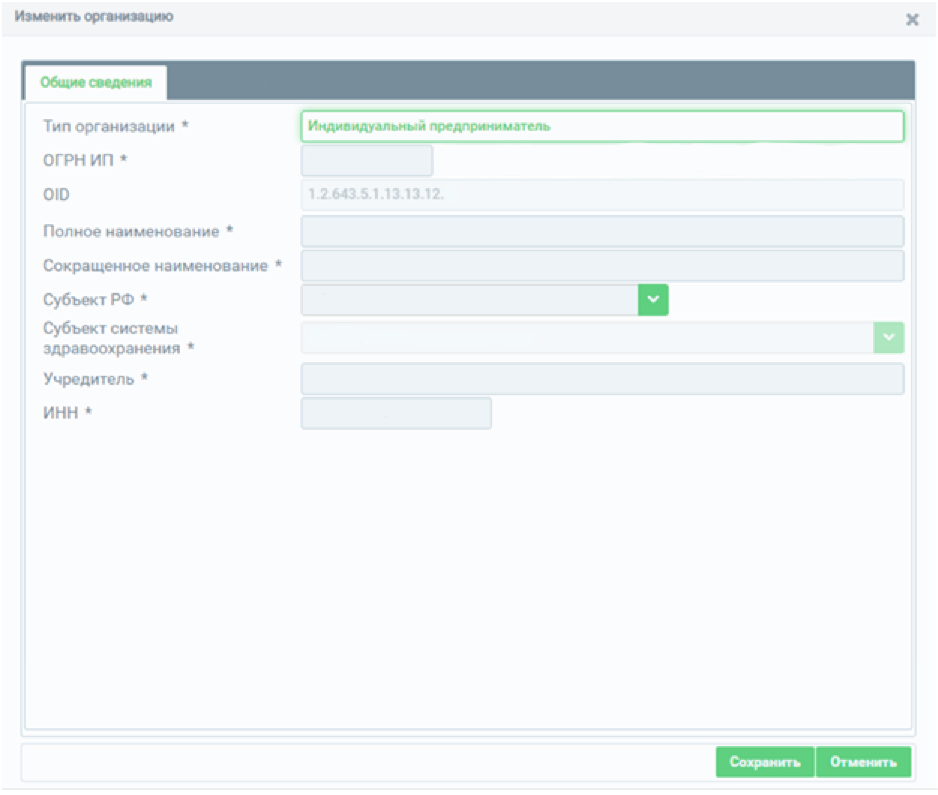 Изменить организацию
Общие сведения
Тип организации * Индивидуальный предприниматель
ОГРН ИП *
OID 1.2.643.5.1.13.13.12.
Полное наименование *
Сокращенное наименование *
Субъект РФ *
Субъект системы
здравоохранения *
Учредитель *
ИНН *
Сохранить Отменить